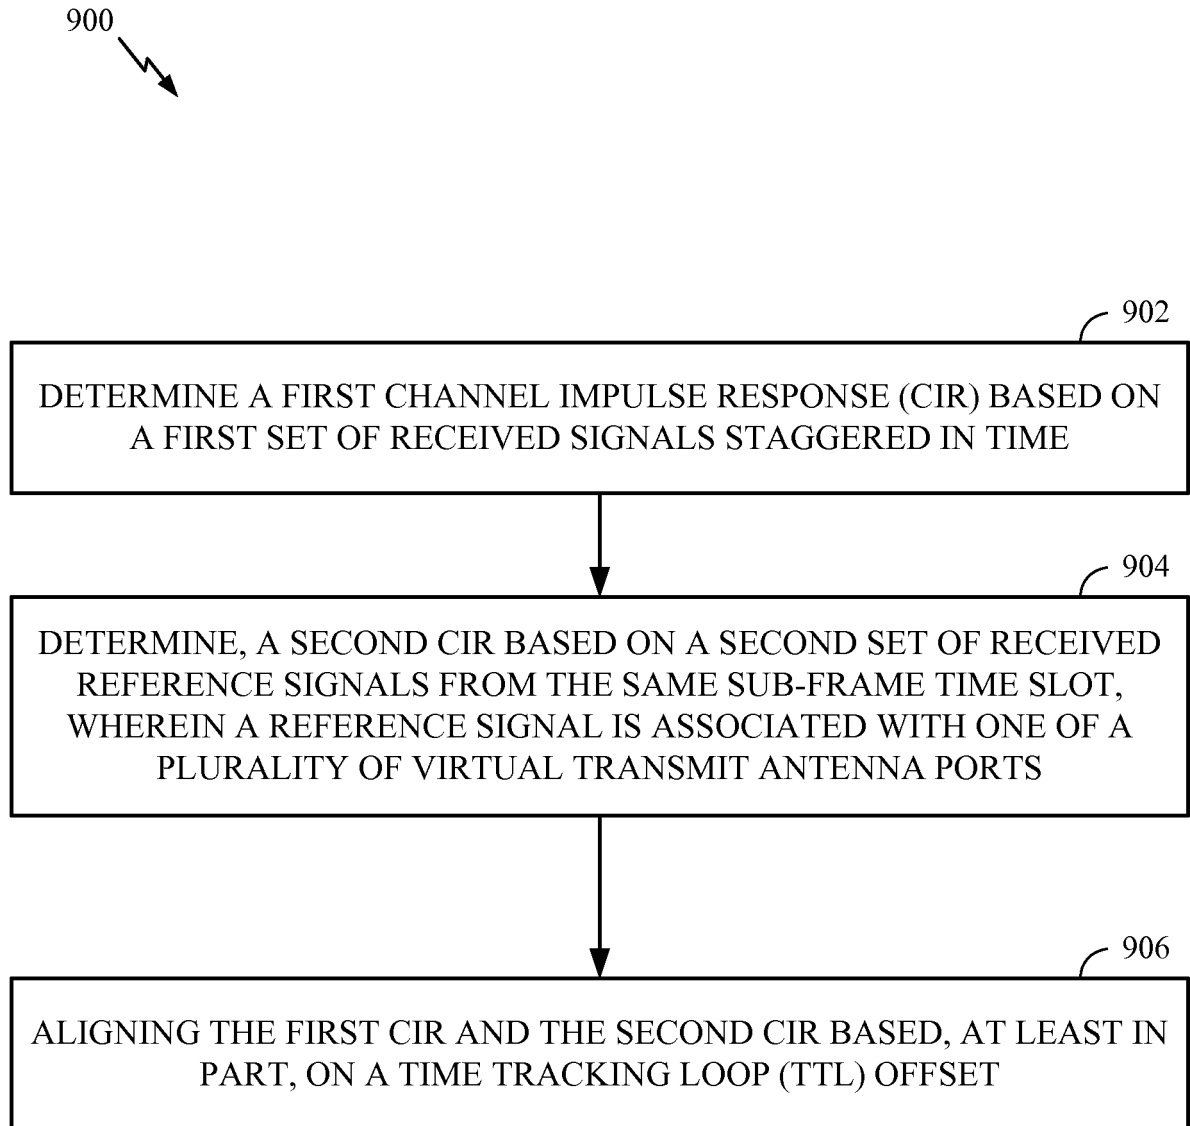 900
902
DETERMINE A FIRST CHANNEL IMPULSE RESPONSE (CIR) BASED ON
A FIRST SET OF RECEIVED SIGNALS STAGGERED IN TIME
904
DETERMINE, A SECOND CIR BASED ON A SECOND SET OF RECEIVED
REFERENCE SIGNALS FROM THE SAME SUB-FRAME TIME SLOT,
WHEREIN A REFERENCE SIGNAL IS ASSOCIATED WITH ONE OF A
PLURALITY OF VIRTUAL TRANSMIT ANTENNA PORTS
906
ALIGNING THE FIRST CIR AND THE SECOND CIR BASED, AT LEAST IN
PART, ON A TIME TRACKING LOOP (TTL) OFFSET